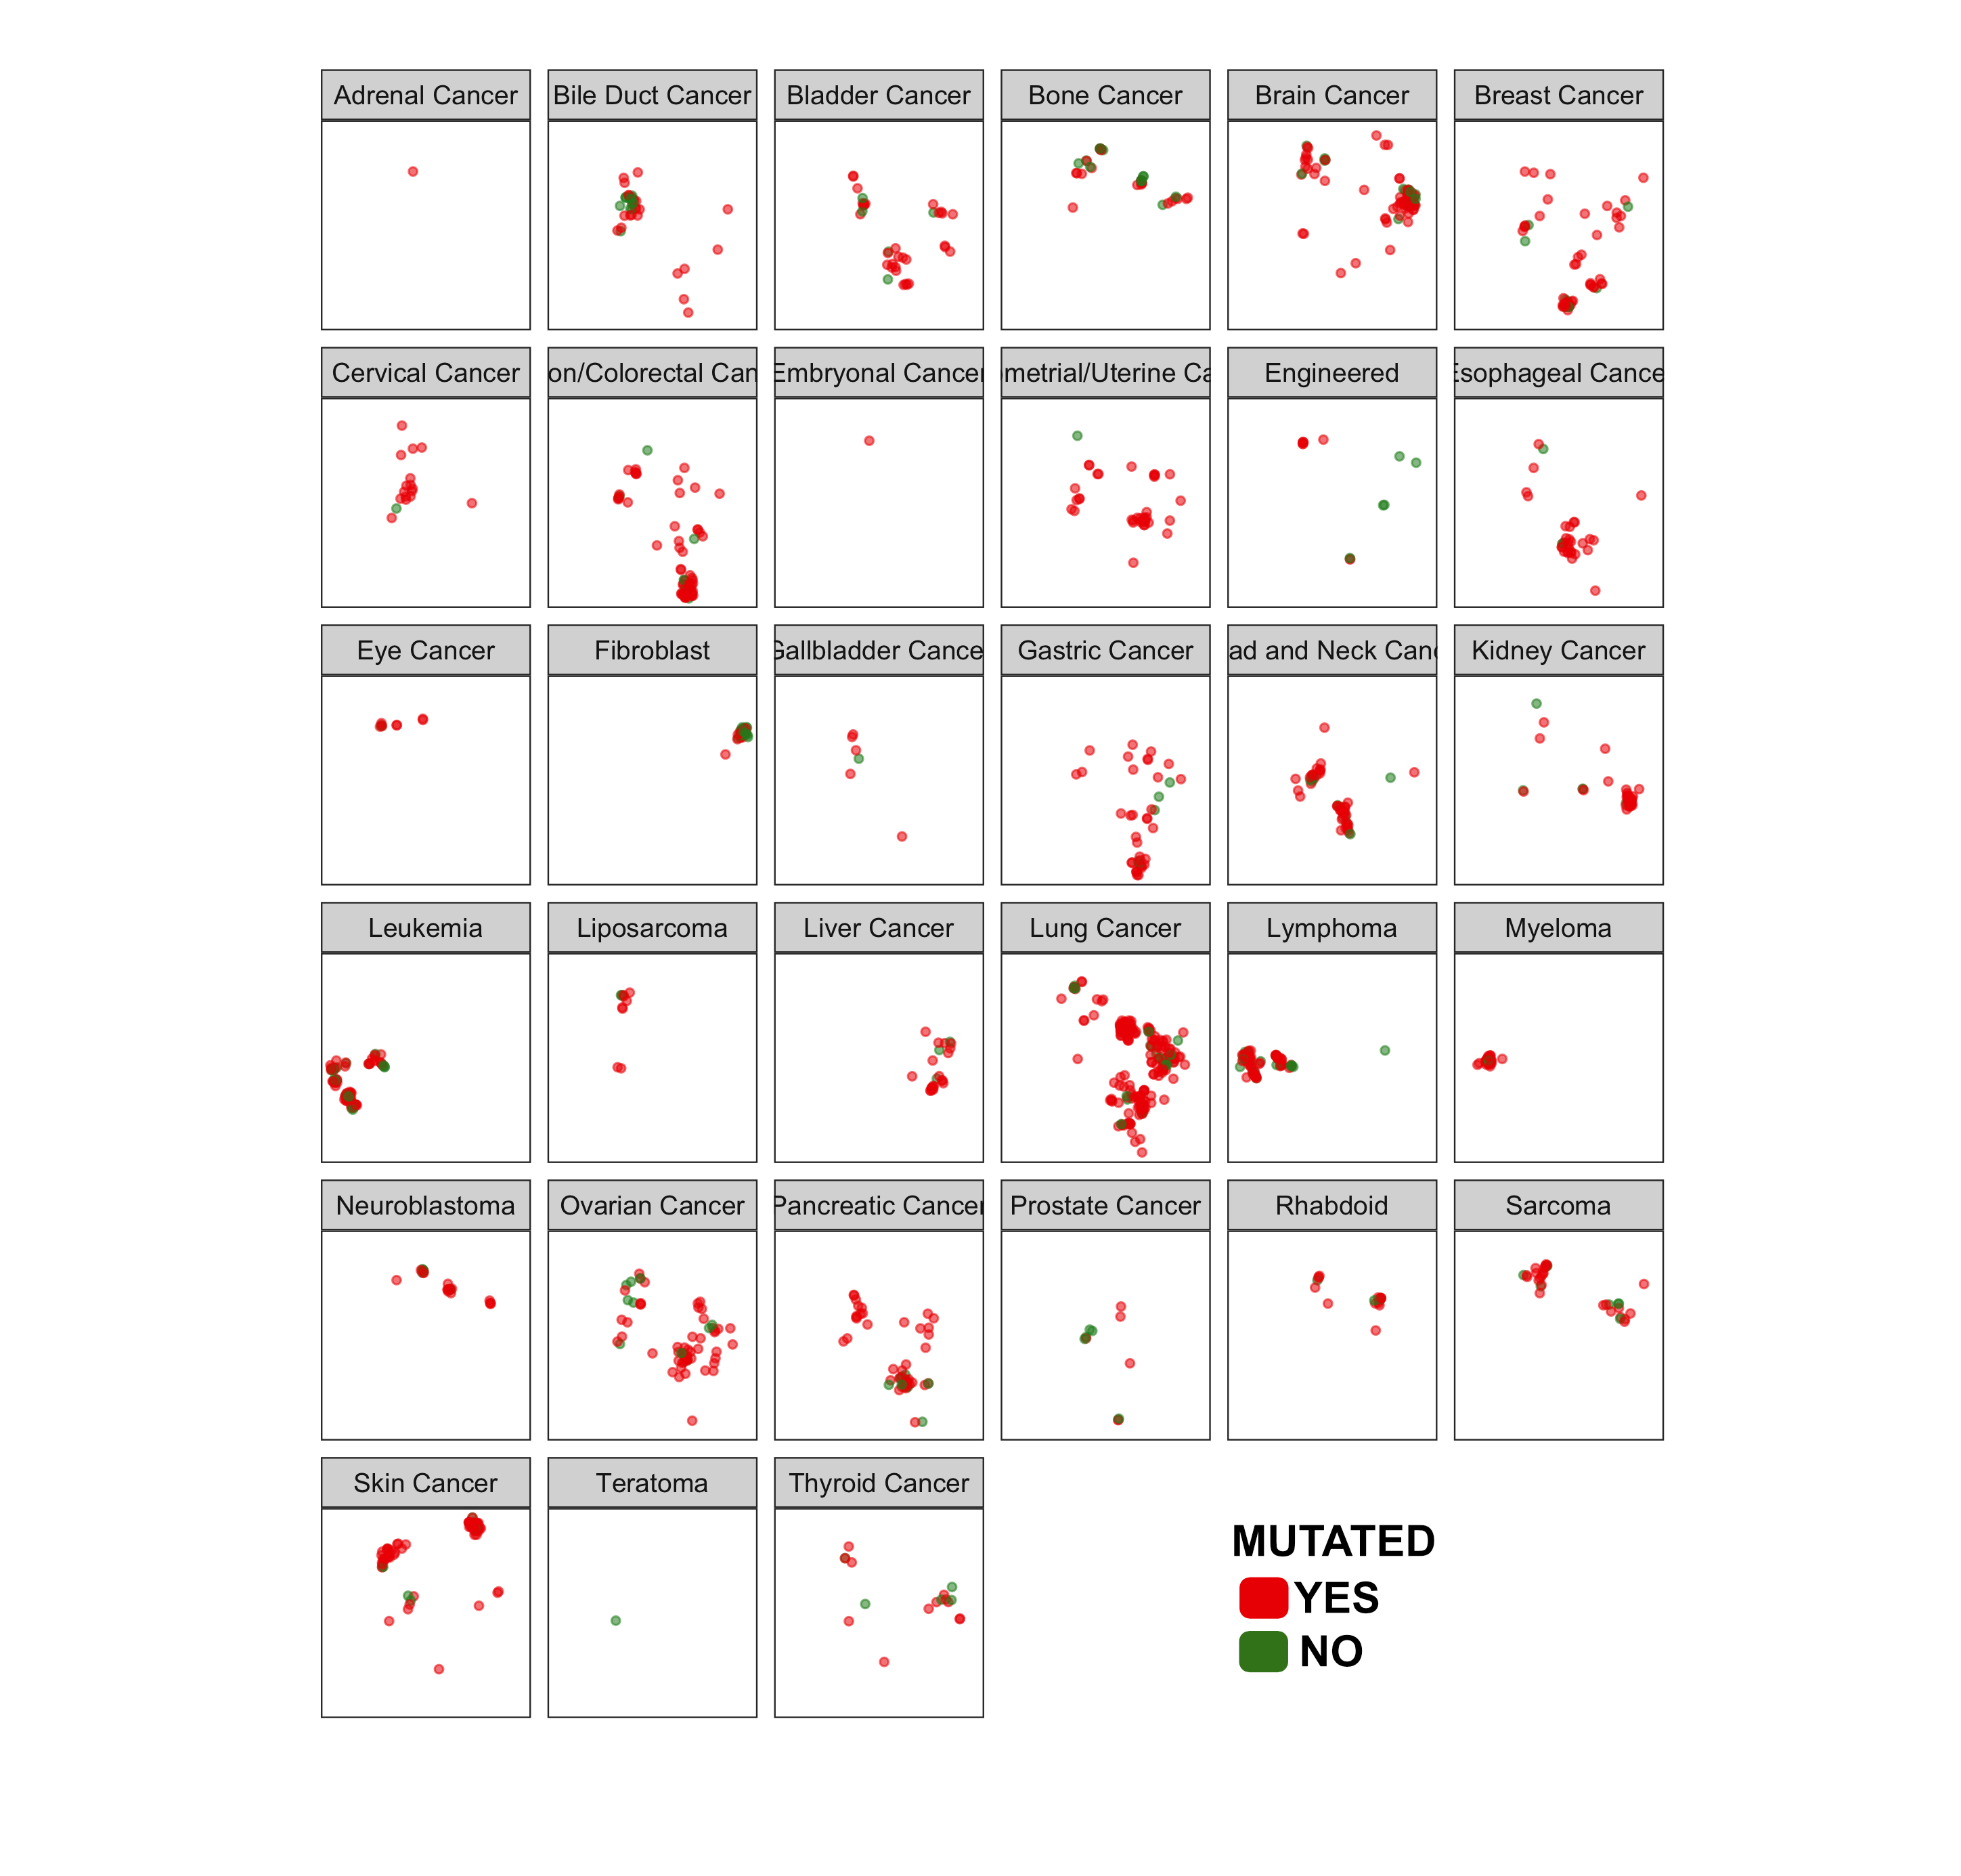 Adrenal Cancer
Bile Duct Cancer
Bladder Cancer
Bone Cancer
Brain Cancer
Breast Cancer
Cervical Cancer
on/Colorectal Can
Embryonal Cancer
ometrial/Uterine Ca
Engineered
Esophageal Cance
Eye Cancer
Fibroblast
Gallbladder Cance
Gastric Cancer
ad and Neck Canc
Kidney Cancer
Leukemia
Liposarcoma
Liver Cancer
Lung Cancer
Lymphoma
Myeloma
Neuroblastoma
Ovarian Cancer
Pancreatic Cancer
Prostate Cancer
Rhabdoid
Sarcoma
Skin Cancer
Teratoma
Thyroid Cancer
MUTATED
YES
NO